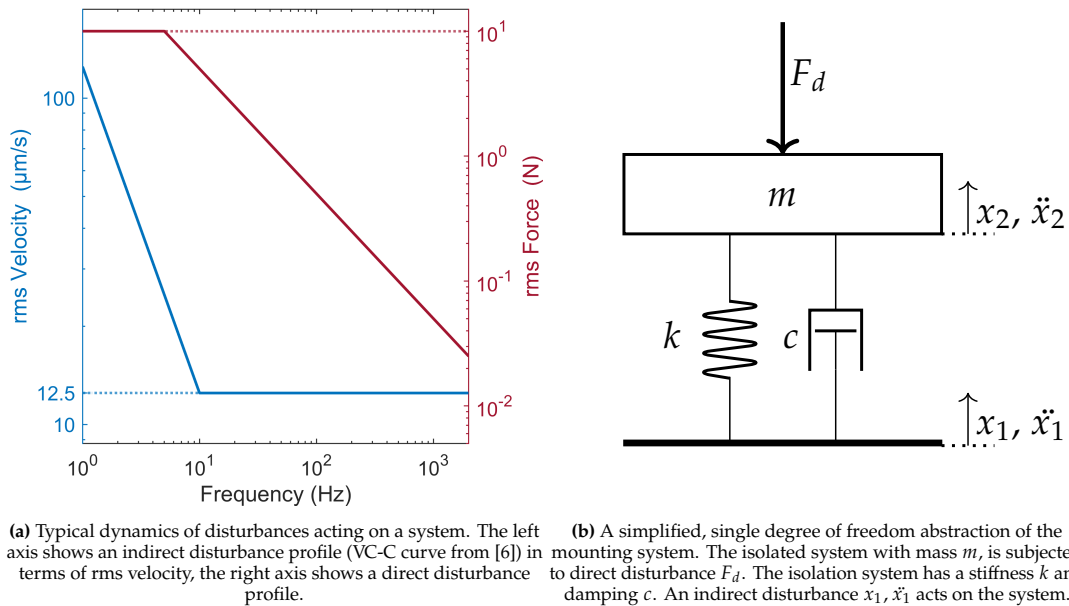 100
12.5
10
rms Velocity (μm/s)
10^1
10^0
10^-1
10^-2
rms Force (N)
10^0
10^1
10^2
10^3
Frequency (Hz)
F_d
m
x_2, ẍ_2
k
c
x_1, ẍ_1
(a) Typical dynamics of disturbances acting on a system. The left
axis shows an indirect disturbance profile (VC-C curve from [6]) in
terms of rms velocity, the right axis shows a direct disturbance
profile.
(b) A simplified, single degree of freedom abstraction of the
mounting system. The isolated system with mass m, is subjecte
to direct disturbance F_d. The isolation system has a stiffness k an
damping c. An indirect disturbance x_1, ẍ_1 acts on the system.